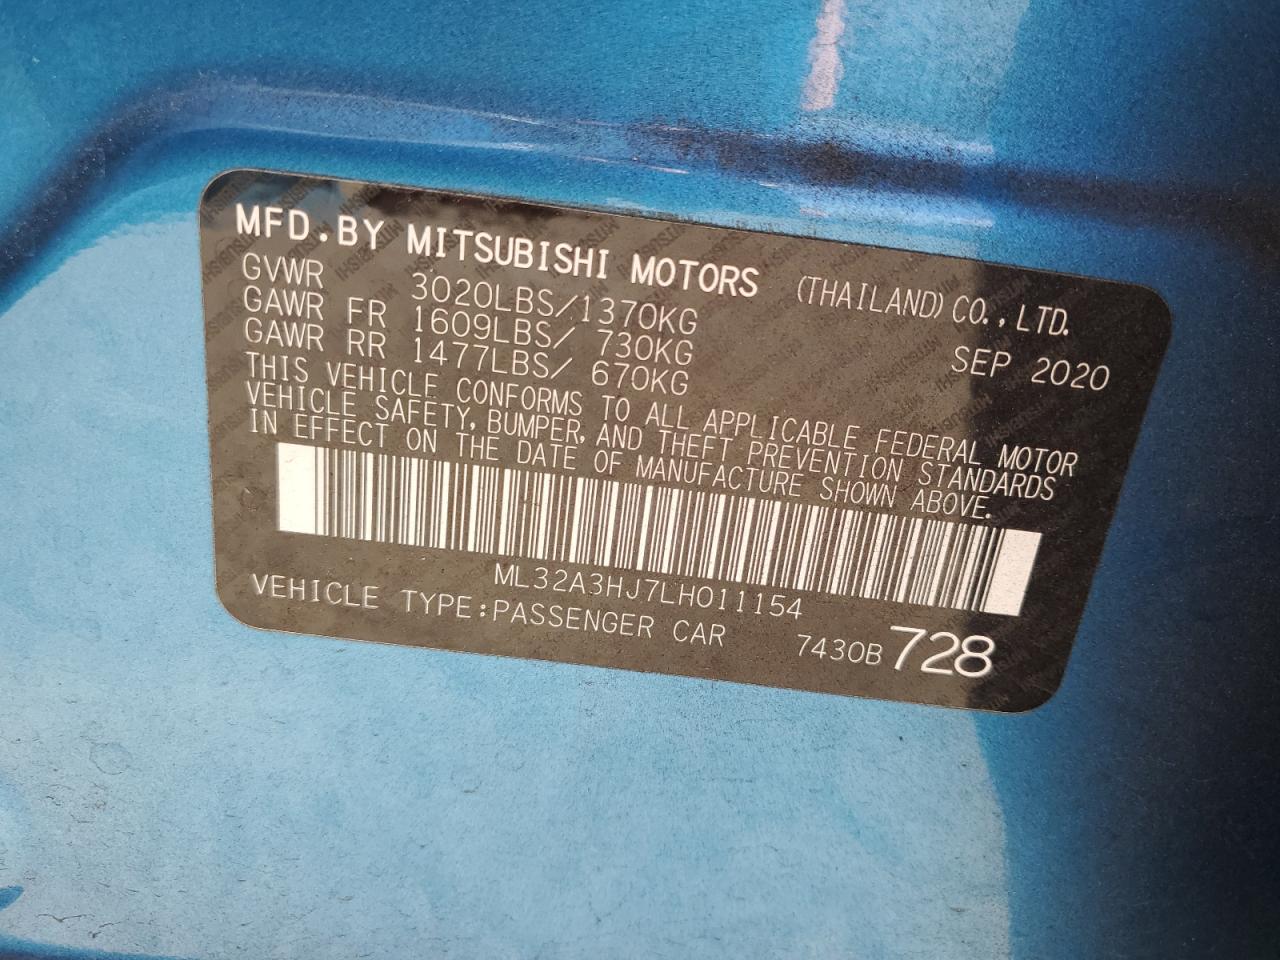 MFD.BY MITSUBISHI MOTORS (THAILAND)CO.,LTD.
GVWR 3020LBS/1370KG
GAWR FR 1609LBS/ 730KG SEP 2020
GAWR RR 1477LBS/ 670KG
THIS VEHICLE CONFORMS TO ALL APPLICABLE FEDERAL MOTOR
VEHICLE SAFETY, BUMPER, AND THEFT PREVENTION STANDARDS
IN EFFECT ON THE DATE OF MANUFACTURE SHOWN ABOVE.
ML32A3HJ7LH011154
VEHICLE TYPE:PASSENGER CAR 7430B 728